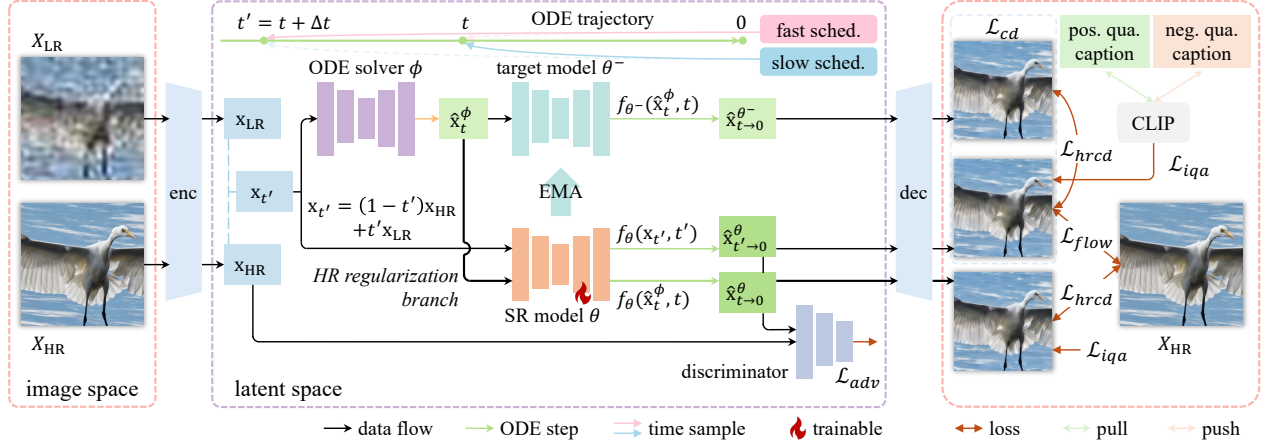 X_LR
X_HR
image space
enc
t′ = t + Δt
t
0
ODE trajectory
fast sched.
slow sched.
x_LR
x_t′
x_HR
ODE solver ϕ
x̂_t^ϕ
target model θ⁻
f_θ⁻(x̂_t^ϕ, t)
x̂_{t→0}^{θ⁻}
EMA
x_t′ = (1 − t′)x_HR
+t′x_LR
HR regularization
branch
f_θ(x_t′, t′)
f_θ(x̂_t^ϕ, t)
SR model θ
x̂_{t′→0}^θ
x̂_{t→0}^θ
discriminator
ℒ_adv
latent space
dec
ℒ_cd
pos. qua.
caption
neg. qua.
caption
CLIP
ℒ_hrcd
ℒ_iqa
ℒ_flow
ℒ_hrcd
ℒ_iqa
X_HR
data flow
ODE step
time sample
trainable
loss
pull
push